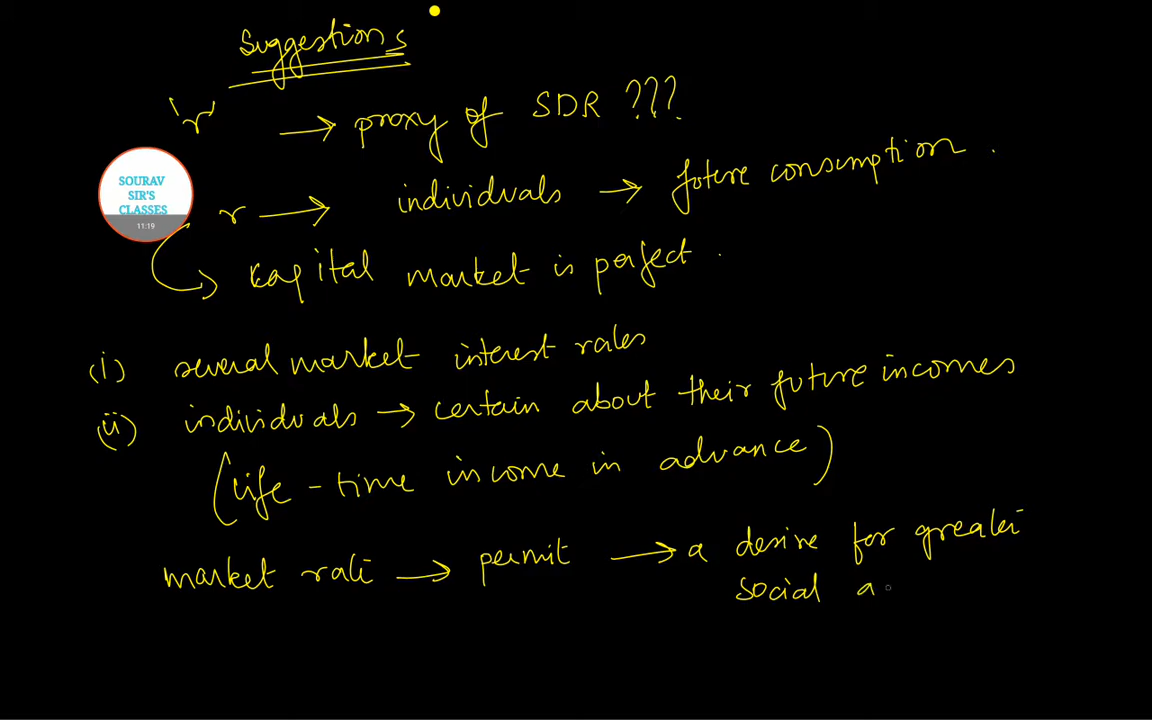 Suggestions
'r' → proxy of SDR ???
SOURAV
SIR'S
CLASSES
11:19
r → individuals → future consumption.
↳ Kapital market is perfect.
(i) several market interest rates
(ii) individuals → certain about their future incomes
(life - time income in advance)
market rate → permit → a desire for greater
social a